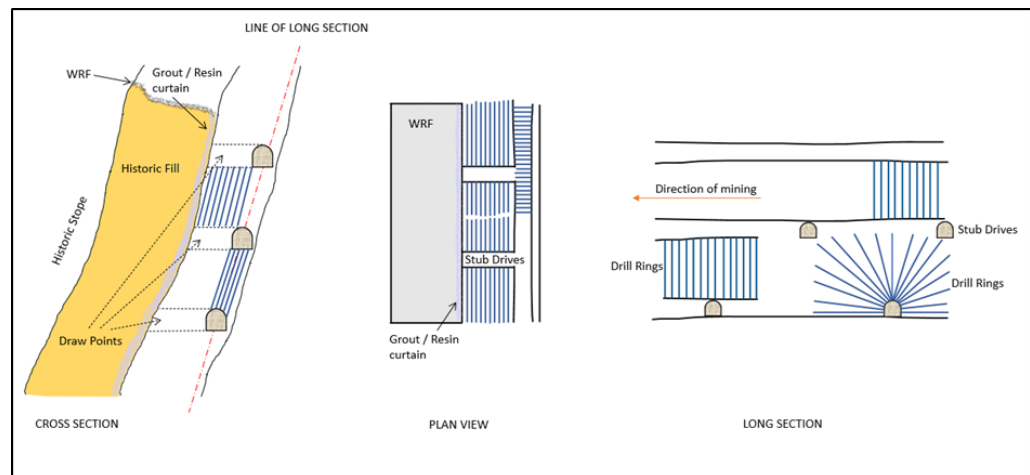 LINE OF LONG SECTION
WRF
Grout / Resin
curtain
Historic Fill
Historic Stope
Draw Points
CROSS SECTION
WRF
Stub Drives
Grout / Resin
curtain
PLAN VIEW
Direction of mining
Stub Drives
Drill Rings
Drill Rings
LONG SECTION